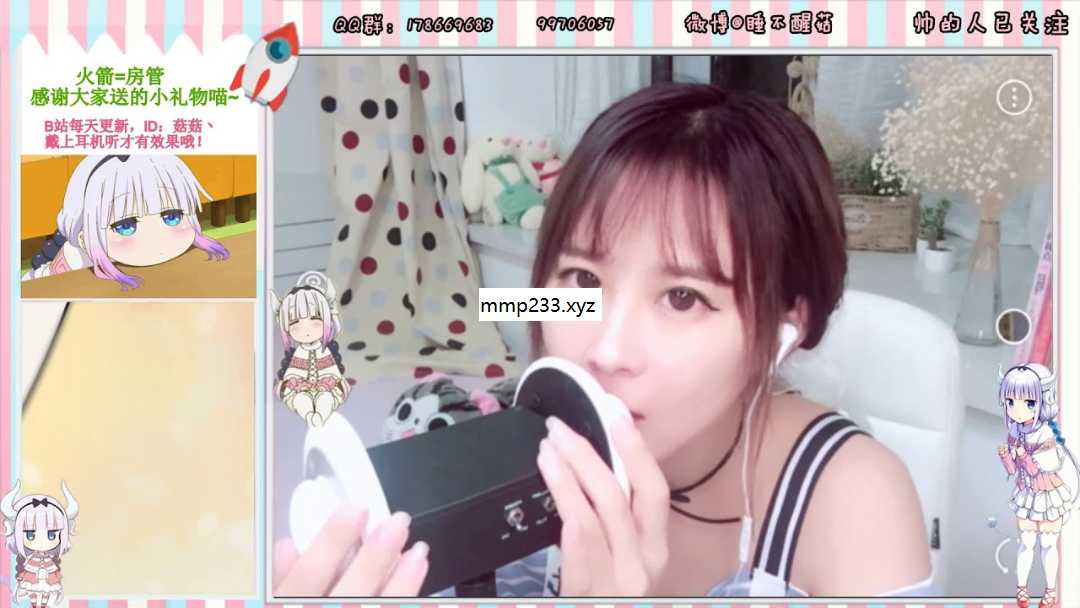 QQ群：178669683
99706057
微博@睡不醒菇
帅的人已关注
火箭=房管
感谢大家送的小礼物喵~
B站每天更新，ID：菇菇丶
戴上耳机听才有效果哦！
mmp233.xyz